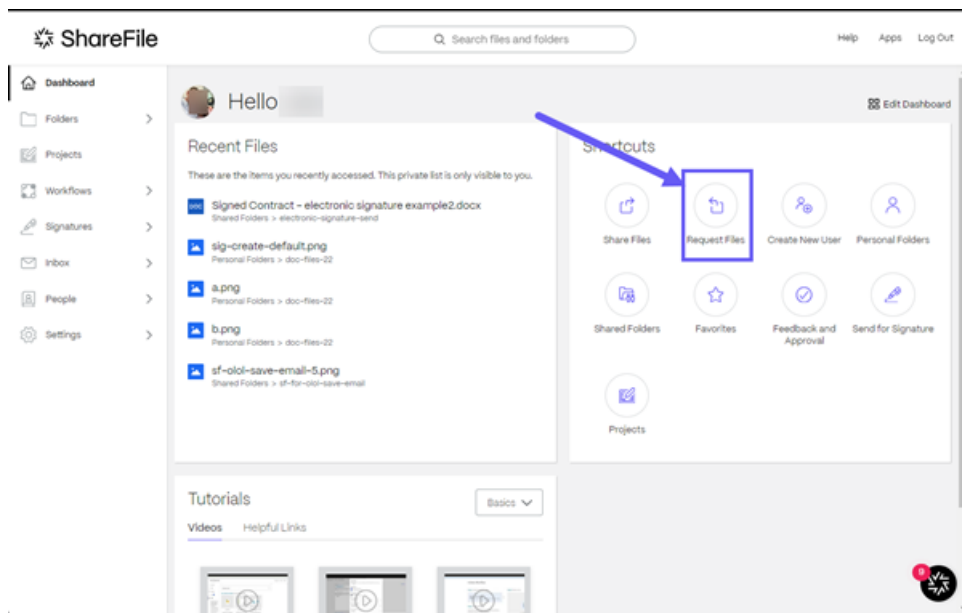 ShareFile
Search files and folders
Help Apps Log Out
Dashboard
Folders
Projects
Workflows
Signatures
Inbox
People
Settings
Hello
Edit Dashboard
Recent Files
These are the items you recently accessed. This private list is only visible to you.
DOC
Signed Contract - electronic signature example2.docx
Shared Folders > electronic-signature-send
sig-create-default.png
Personal Folders > doc-files-22
a.png
Personal Folders > doc-files-22
b.png
Personal Folders > doc-files-22
sf-olol-save-email-5.png
Shared Folders > sf-for-olol-save-email
Shortcuts
Share Files
Request Files
Create New User
Personal Folders
Shared Folders
Favorites
Feedback and
Approval
Send for Signature
Projects
Tutorials
Basics
Videos Helpful Links
9